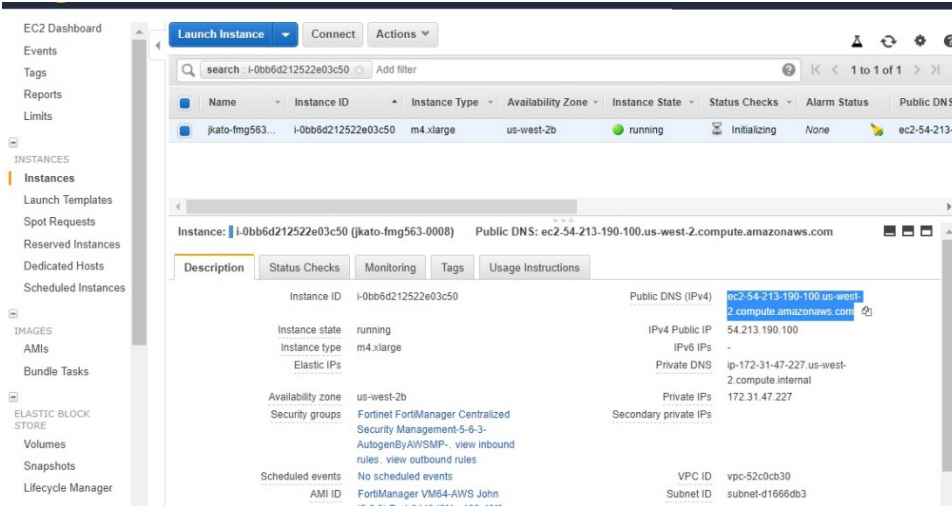 EC2 Dashboard
Events
Tags
Reports
Limits
INSTANCES
Instances
Launch Templates
Spot Requests
Reserved Instances
Dedicated Hosts
Scheduled Instances
IMAGES
AMIs
Bundle Tasks
ELASTIC BLOCK
STORE
Volumes
Snapshots
Lifecycle Manager
Launch Instance Connect Actions
search : i-0bb6d212522e03c50 Add filter 1 to 1 of 1
Name Instance ID Instance Type Availability Zone Instance State Status Checks Alarm Status Public DNS
jkato-fmg563... i-0bb6d212522e03c50 m4.xlarge us-west-2b running Initializing None ec2-54-213-
Instance: i-0bb6d212522e03c50 (jkato-fmg563-0008) Public DNS: ec2-54-213-190-100.us-west-2.compute.amazonaws.com
Description Status Checks Monitoring Tags Usage Instructions
Instance ID i-0bb6d212522e03c50
Instance state running
Instance type m4.xlarge
Elastic IPs
Availability zone us-west-2b
Security groups Fortinet FortiManager Centralized
Security Management-5-6-3-
AutogenByAWSMP-. view inbound
rules. view outbound rules
Scheduled events No scheduled events
AMI ID FortiManager VM64-AWS John
Public DNS (IPv4) ec2-54-213-190-100.us-west-
2.compute.amazonaws.com
IPv4 Public IP 54.213.190.100
IPv6 IPs -
Private DNS ip-172-31-47-227.us-west-
2.compute.internal
Private IPs 172.31.47.227
Secondary private IPs
VPC ID vpc-52c0cb30
Subnet ID subnet-d1666db3